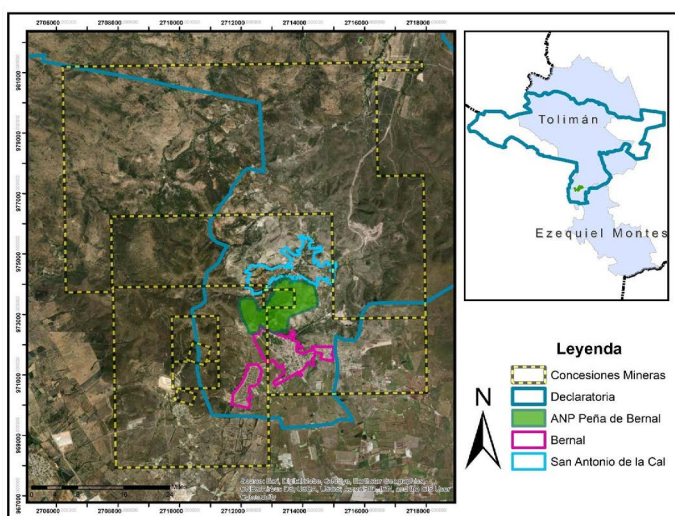 2706000 2708000 2710000 2712000 2714000 2716000 2718000
981000
979000
977000
975000
973000
971000
969000
967000
2706000 2708000 2710000 2712000 2714000 2716000 2718000
Tolimán
Ezequiel Montes
Leyenda
Concesiones Mineras
Declaratoria
ANP Peña de Bernal
Bernal
San Antonio de la Cal
N